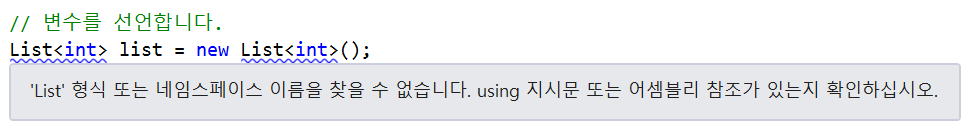 // 변수를 선언합니다.
List<int> list = new List<int>();
'List' 형식 또는 네임스페이스 이름을 찾을 수 없습니다. using 지시문 또는 어셈블리 참조가 있는지 확인하십시오.